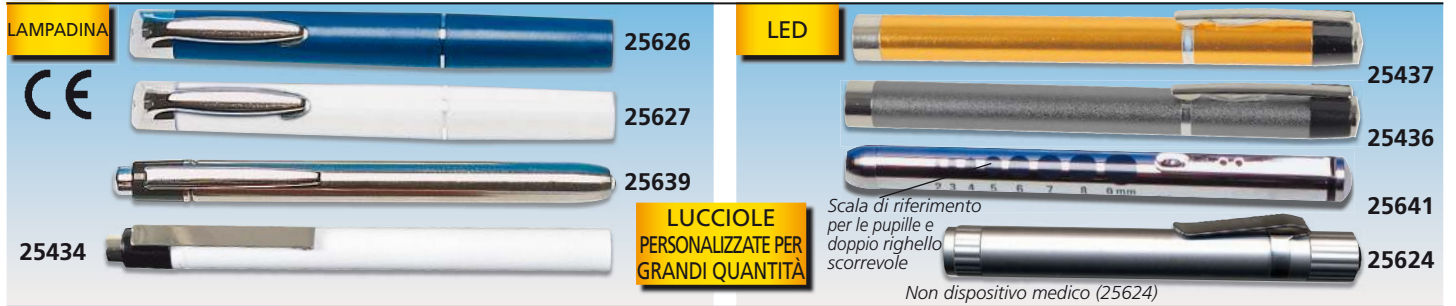 LAMPADINA
CE
25626
25627
25639
25434
LUCCIOLE
PERSONALIZZATE PER
GRANDI QUANTITÀ
LED
25437
25436
2 3 4 5 6 7 8 9 mm
25641
Scala di riferimento
per le pupille e
doppio righello
scorrevole
25624
Non dispositivo medico (25624)